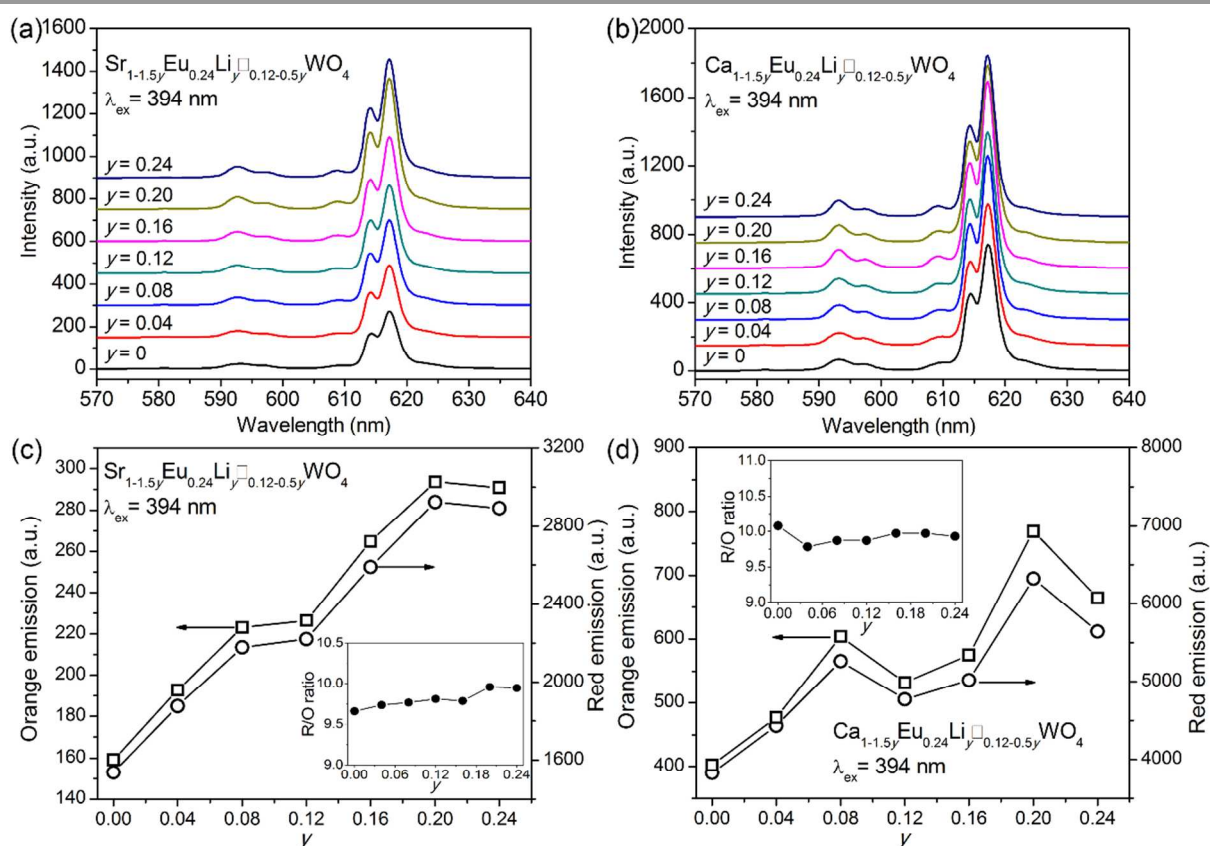 (a)
Sr1-1.5yEu0.24Liy□0.12-0.5yWO4
λex = 394 nm
y = 0.24
y = 0.20
y = 0.16
y = 0.12
y = 0.08
y = 0.04
y = 0
Intensity (a.u.)
1600
1400
1200
1000
800
600
400
200
0
570 580 590 600 610 620 630 640
Wavelength (nm)
(b)
Ca1-1.5yEu0.24Liy□0.12-0.5yWO4
λex = 394 nm
y = 0.24
y = 0.20
y = 0.16
y = 0.12
y = 0.08
y = 0.04
y = 0
Intensity (a.u.)
2000
1600
1200
800
400
0
570 580 590 600 610 620 630 640
Wavelength (nm)
(c)
Sr1-1.5yEu0.24Liy□0.12-0.5yWO4
λex = 394 nm
Orange emission (a.u.)
300
280
260
240
220
200
180
160
140
Red emission (a.u.)
3200
2800
2400
2000
1600
0.00 0.04 0.08 0.12 0.16 0.20 0.24
y
R/O ratio
10.5
10.0
9.5
9.0
0.00 0.06 0.12 0.18 0.24
y
(d)
Ca1-1.5yEu0.24Liy□0.12-0.5yWO4
λex = 394 nm
Orange emission (a.u.)
900
800
700
600
500
400
Red emission (a.u.)
8000
7000
6000
5000
4000
0.00 0.04 0.08 0.12 0.16 0.20 0.24
y
R/O ratio
11.0
10.5
10.0
9.5
9.0
0.00 0.06 0.12 0.18 0.24
y